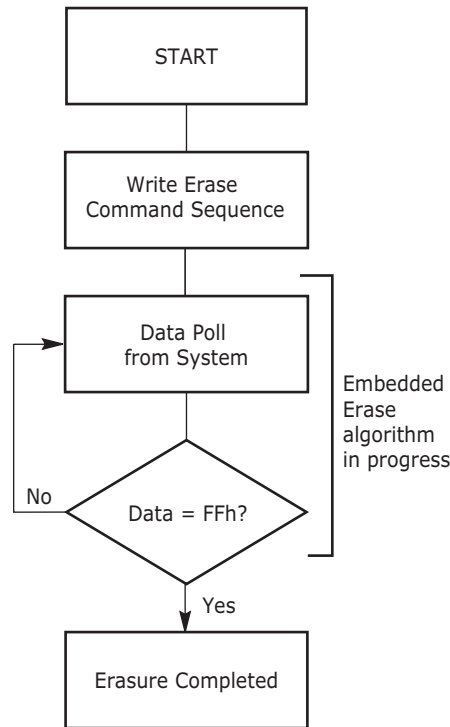 START
Write Erase
Command Sequence
Data Poll
from System
Embedded
Erase
algorithm
in progress
No
Data = FFh?
Yes
Erasure Completed